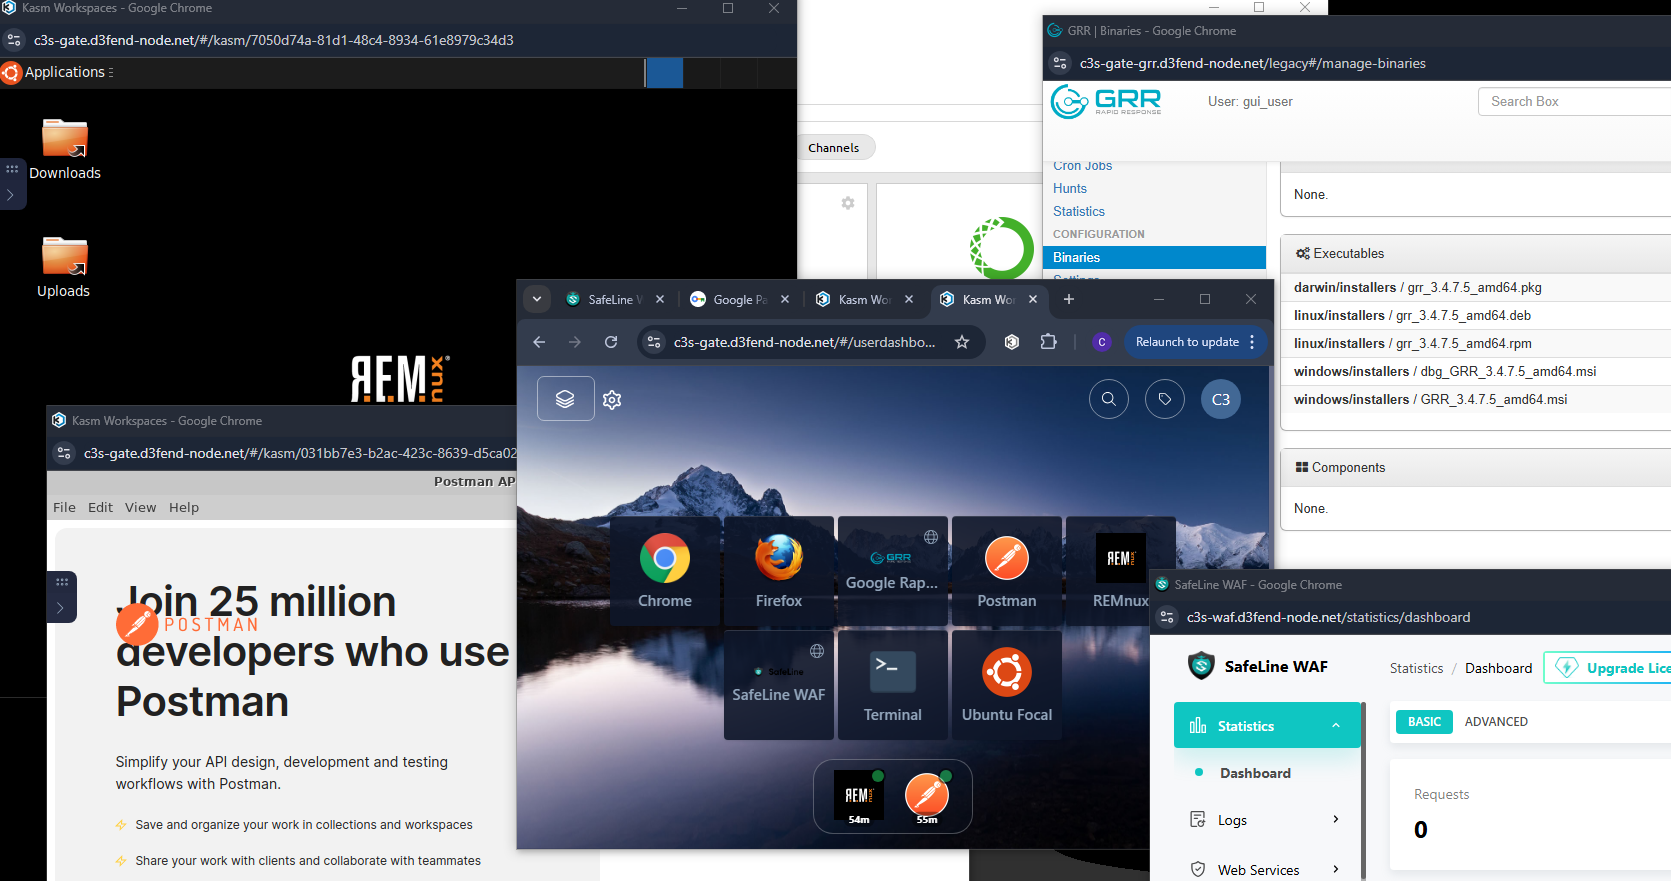 Kasm Workspaces - Google Chrome
c3s-gate.d3fend-node.net/#/kasm/7050d74a-81d1-48c4-8934-61e8979c34d3
Applications
Downloads
Uploads
REMnux
Channels
GRR | Binaries - Google Chrome
c3s-gate-grr.d3fend-node.net/legacy#/manage-binaries
GRR
RAPID RESPONSE
User: gui_user
Search Box
Cron Jobs
Hunts
Statistics
CONFIGURATION
Binaries
Settings
None.
Executables
darwin/installers / grr_3.4.7.5_amd64.pkg
linux/installers / grr_3.4.7.5_amd64.deb
linux/installers / grr_3.4.7.5_amd64.rpm
windows/installers / dbg_GRR_3.4.7.5_amd64.msi
windows/installers / GRR_3.4.7.5_amd64.msi
Components
None.
Kasm Workspaces - Google Chrome
c3s-gate.d3fend-node.net/#/kasm/031bb7e3-b2ac-423c-8639-d5ca02
Postman AP
File Edit View Help
Join 25 million
POSTMAN
developers who use
Postman
Simplify your API design, development and testing
workflows with Postman.
Save and organize your work in collections and workspaces
Share your work with clients and collaborate with teammates
SafeLine W
Google Ra
Kasm Wor
Kasm Wor
c3s-gate.d3fend-node.net/#/userdashbo...
C
Relaunch to update
C3
Chrome
Firefox
GRR
Google Rap...
Postman
REMnux
REMnux
SafeLine
SafeLine WAF
Terminal
Ubuntu Focal
REMnux
54m
55m
SafeLine WAF - Google Chrome
c3s-waf.d3fend-node.net/statistics/dashboard
SafeLine WAF
Statistics / Dashboard
Upgrade Lice
Statistics
BASIC
ADVANCED
Dashboard
Requests
0
Logs
Web Services